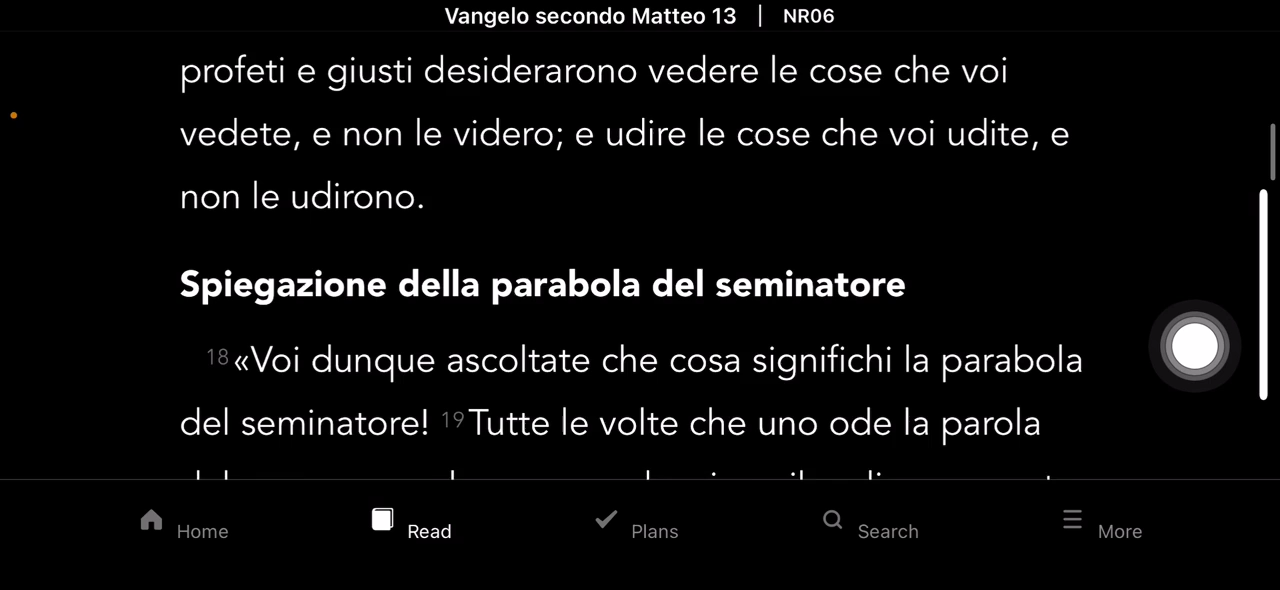 Vangelo secondo Matteo 13 | NR06
profeti e giusti desiderarono vedere le cose che voi
vedete, e non le videro; e udire le cose che voi udite, e
non le udirono.
Spiegazione della parabola del seminatore
18 «Voi dunque ascoltate che cosa significhi la parabola
del seminatore! 19 Tutte le volte che uno ode la parola
Home Read Plans Search More